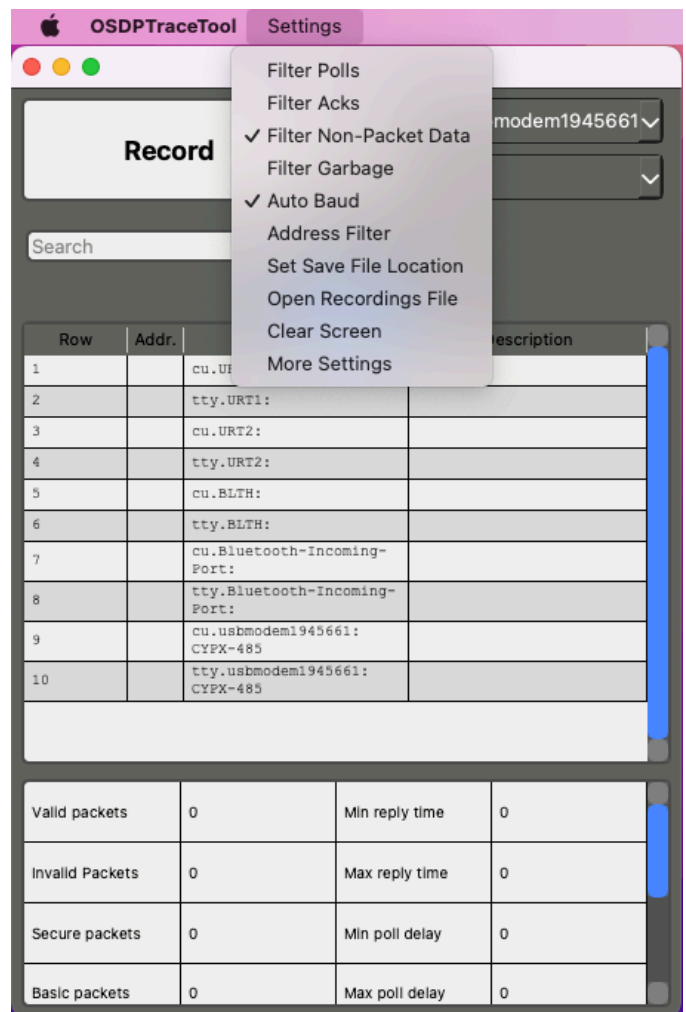 OSDPTraceTool Settings
Filter Polls
Filter Acks
✓ Filter Non-Packet Data
Filter Garbage
✓ Auto Baud
Address Filter
Set Save File Location
Open Recordings File
Clear Screen
More Settings
Record
modem1945661
Search
Row Addr. Description
1 cu.
2 tty.URT1:
3 cu.URT2:
4 tty.URT2:
5 cu.BLTH:
6 tty.BLTH:
7 cu.Bluetooth-Incoming-
Port:
8 tty.Bluetooth-Incoming-
Port:
9 cu.usbmodem1945661:
CYPX-485
10 tty.usbmodem1945661:
CYPX-485
Valid packets 0 Min reply time 0
Invalid Packets 0 Max reply time 0
Secure packets 0 Min poll delay 0
Basic packets 0 Max poll delay 0